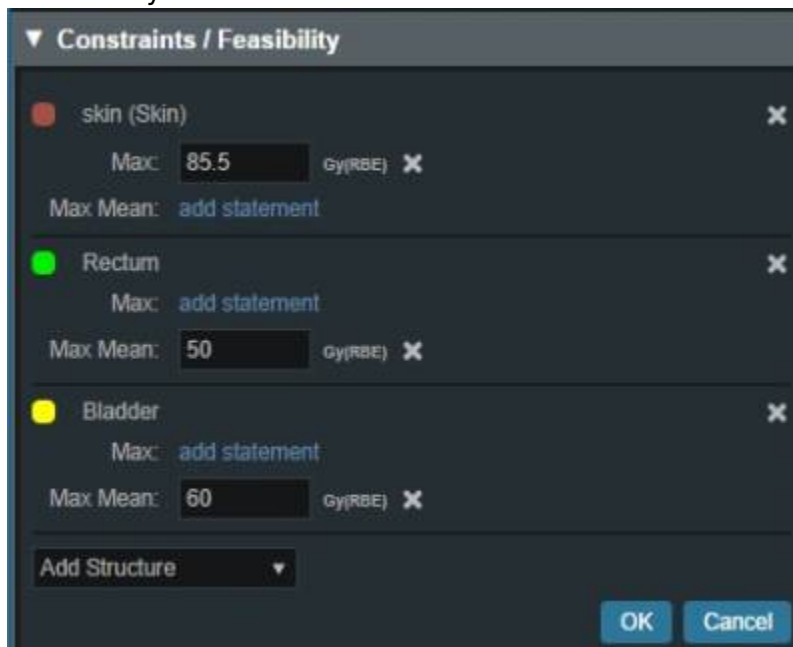 ▼ Constraints / Feasibility
skin (Skin)
Max: 85.5 Gy(RBE)
Max Mean: add statement
Rectum
Max: add statement
Max Mean: 50 Gy(RBE)
Bladder
Max: add statement
Max Mean: 60 Gy(RBE)
Add Structure
OK Cancel